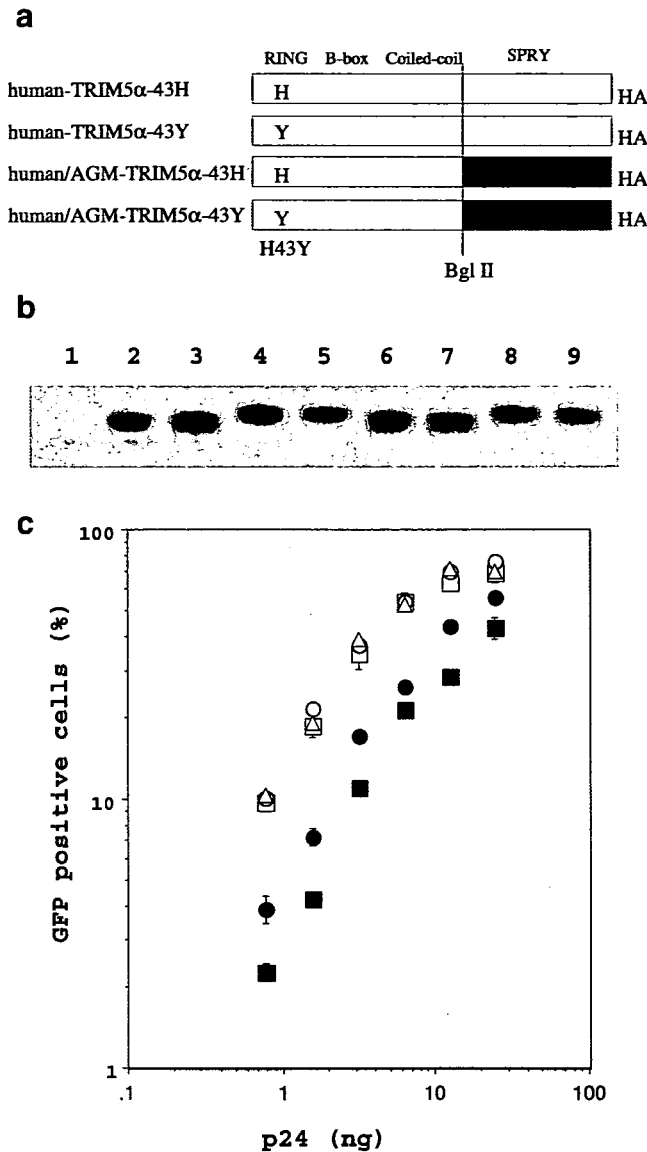 a
RING B-box Coiled-coil SPRY
human-TRIM5α-43H H HA
human-TRIM5α-43Y Y HA
human/AGM-TRIM5α-43H H HA
human/AGM-TRIM5α-43Y Y HA
H43Y
Bgl II
b
1 2 3 4 5 6 7 8 9
c
100
10
1
GFP positive cells (%)
.1 1 10 100
p24 (ng)